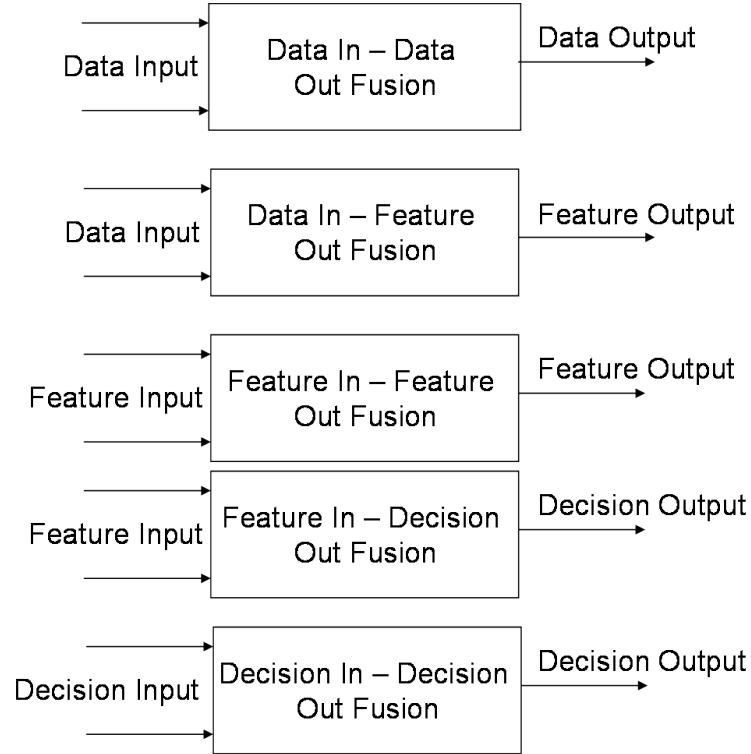 Data Input
Data In – Data
Out Fusion
Data Output
Data Input
Data In – Feature
Out Fusion
Feature Output
Feature Input
Feature In – Feature
Out Fusion
Feature Output
Feature Input
Feature In – Decision
Out Fusion
Decision Output
Decision Input
Decision In – Decision
Out Fusion
Decision Output